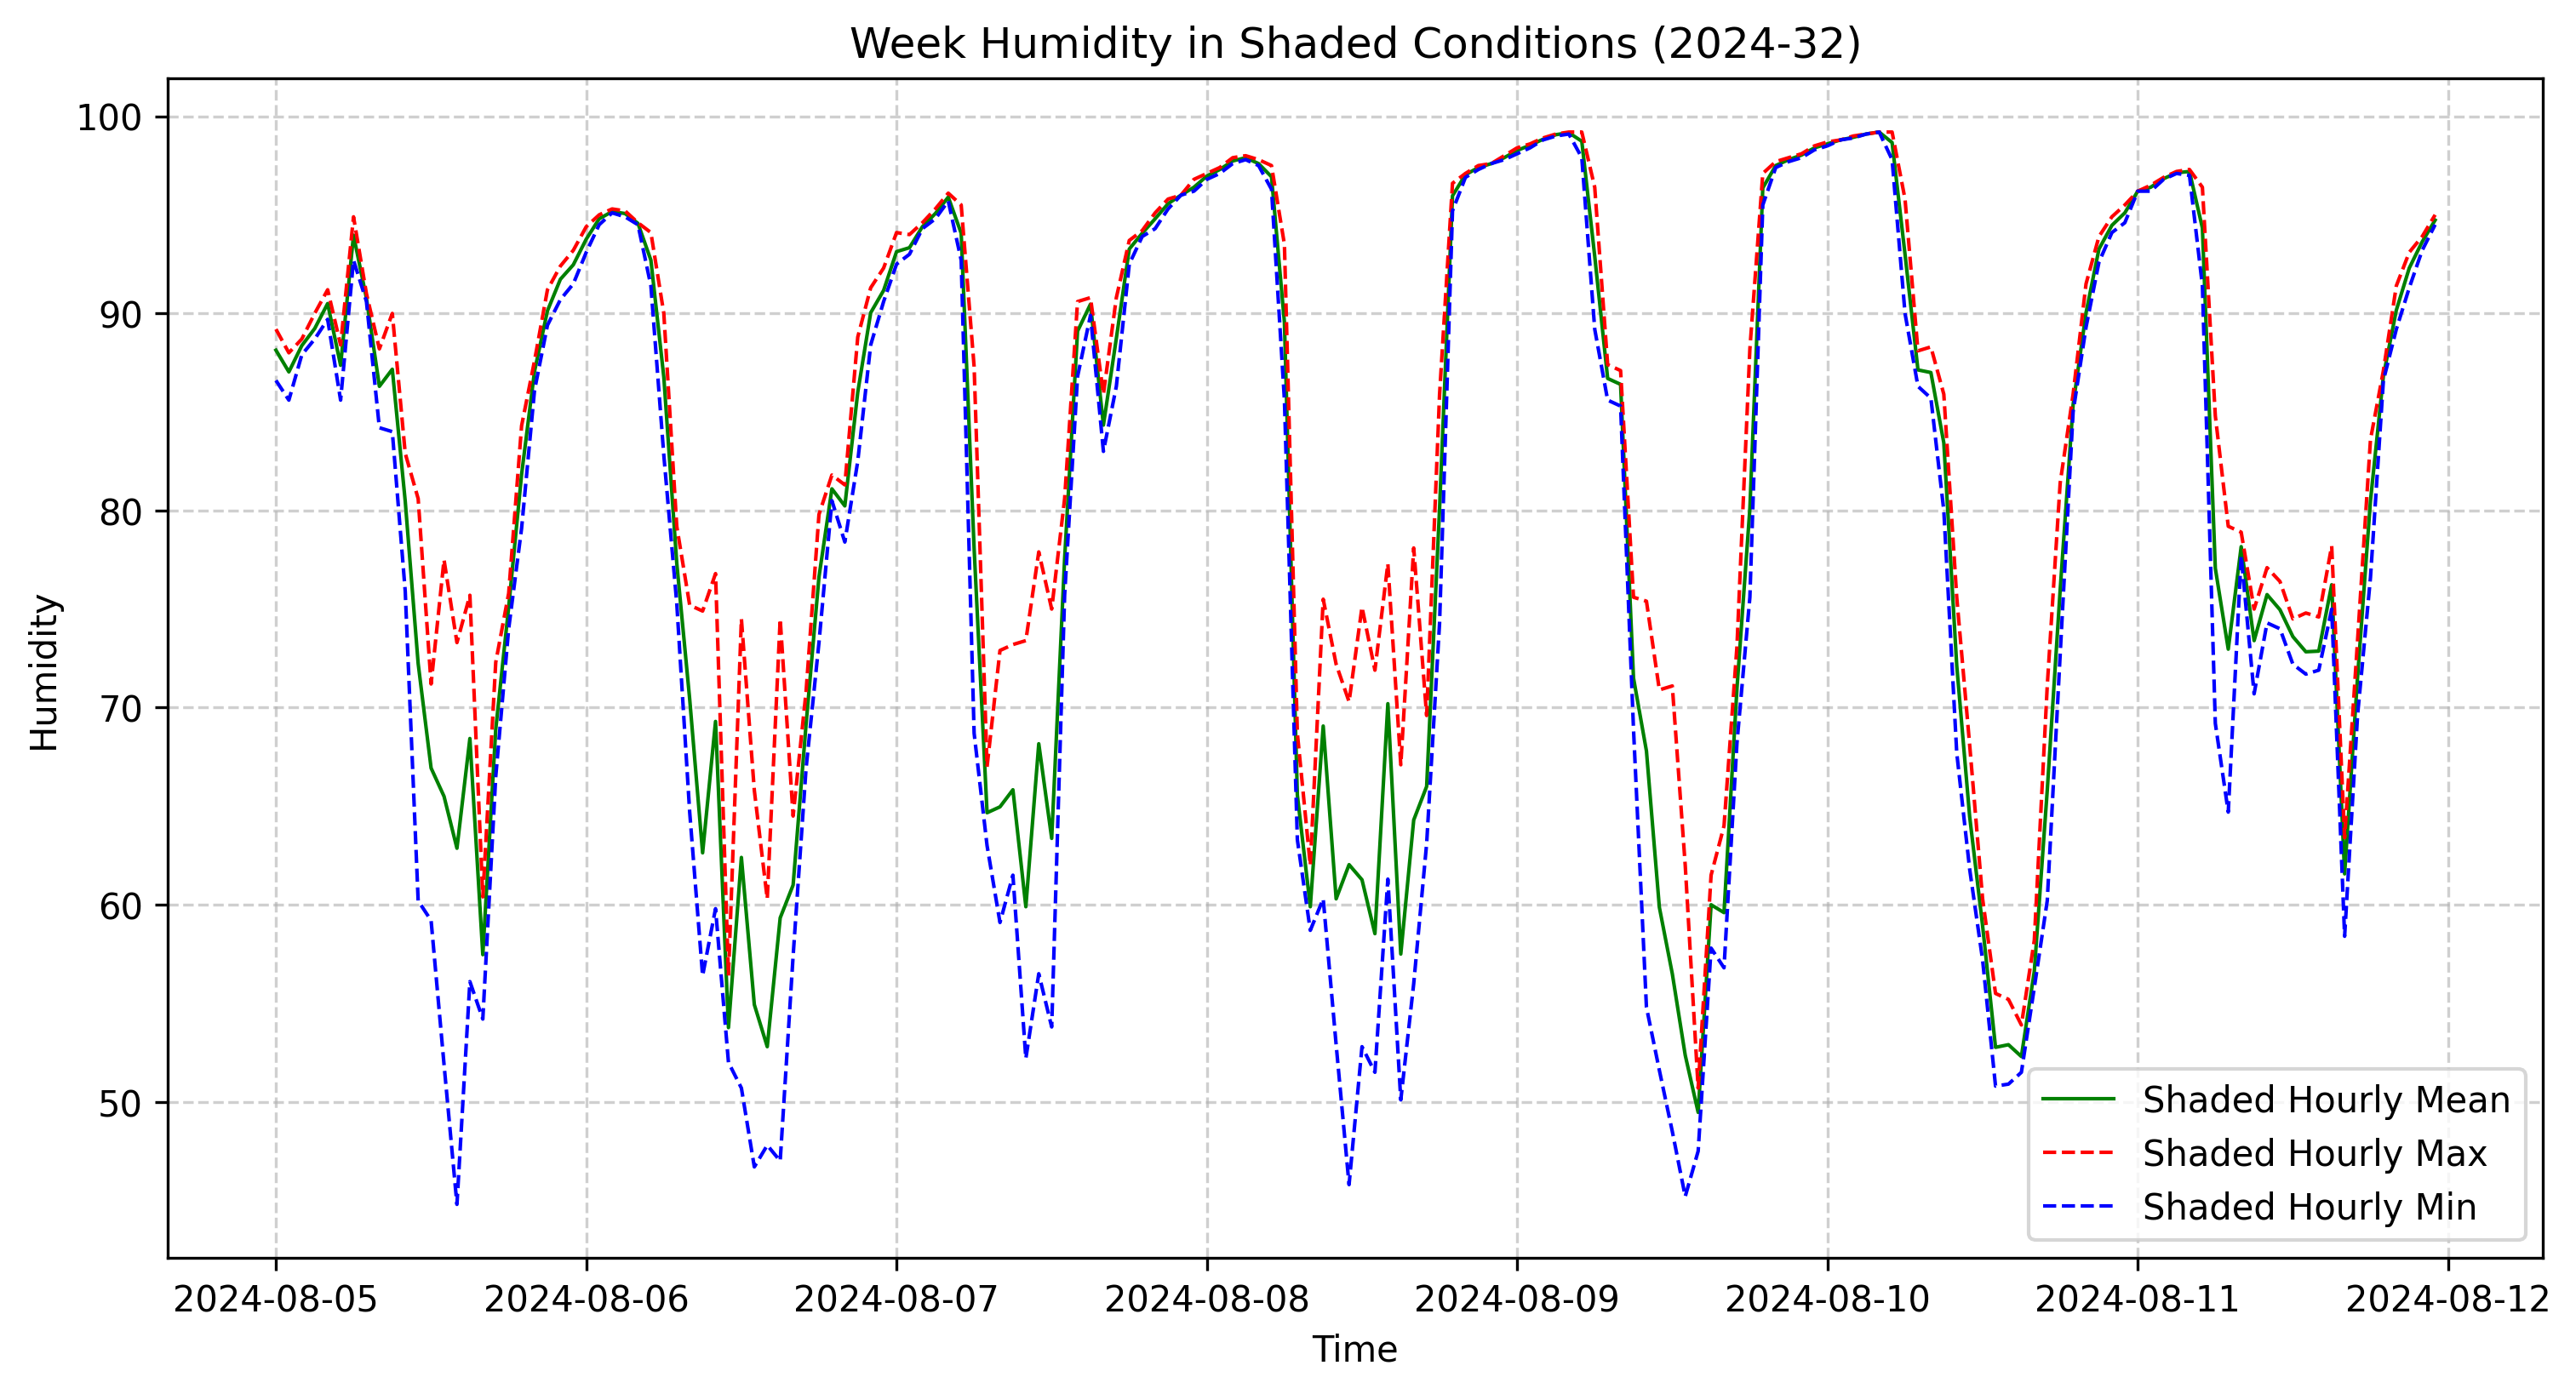 Week Humidity in Shaded Conditions (2024-32)
Humidity
100
90
80
70
60
50
Shaded Hourly Mean
Shaded Hourly Max
Shaded Hourly Min
2024-08-05
2024-08-06
2024-08-07
2024-08-08
2024-08-09
2024-08-10
2024-08-11
2024-08-12
Time